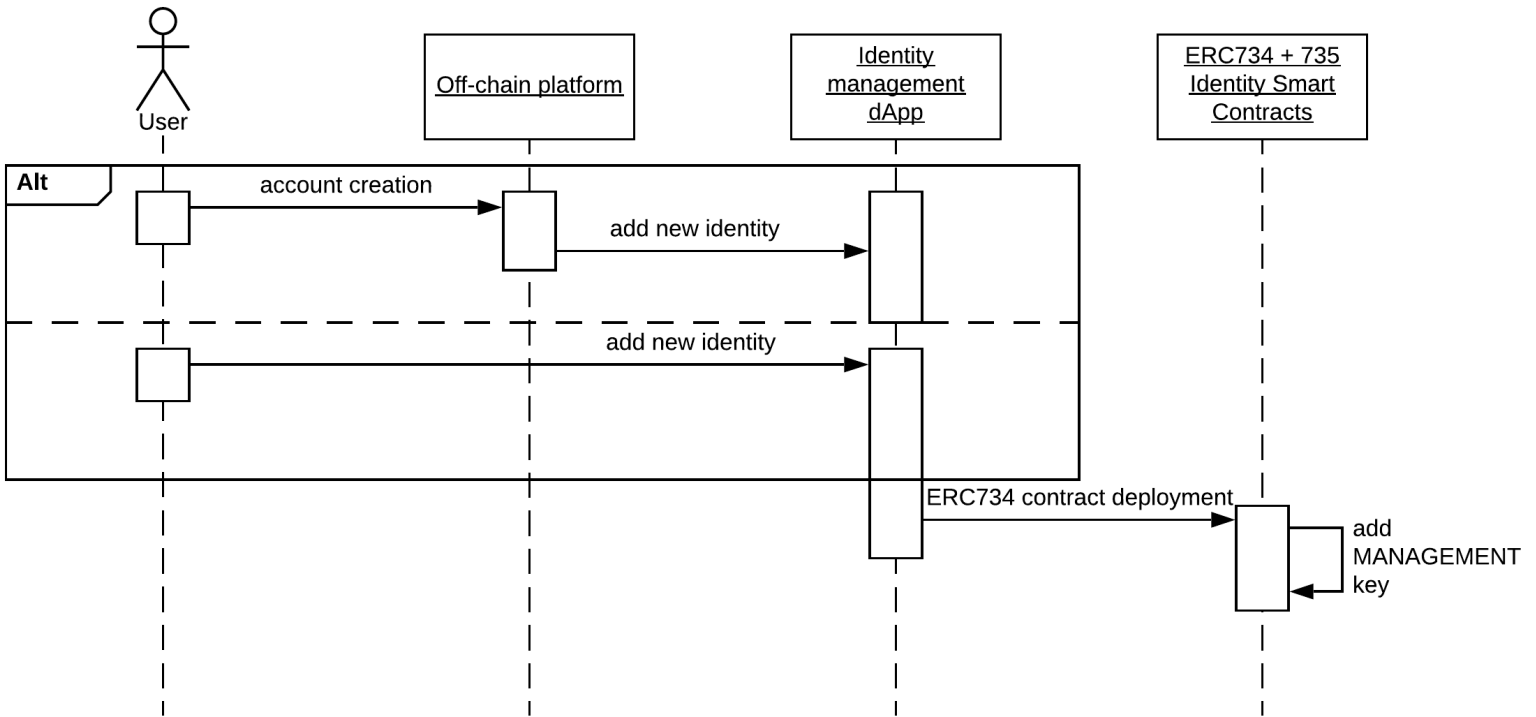 User
Off-chain platform
Identity
management
dApp
ERC734 + 735
Identity Smart
Contracts
Alt
account creation
add new identity
add new identity
ERC734 contract deployment
add
MANAGEMENT
key